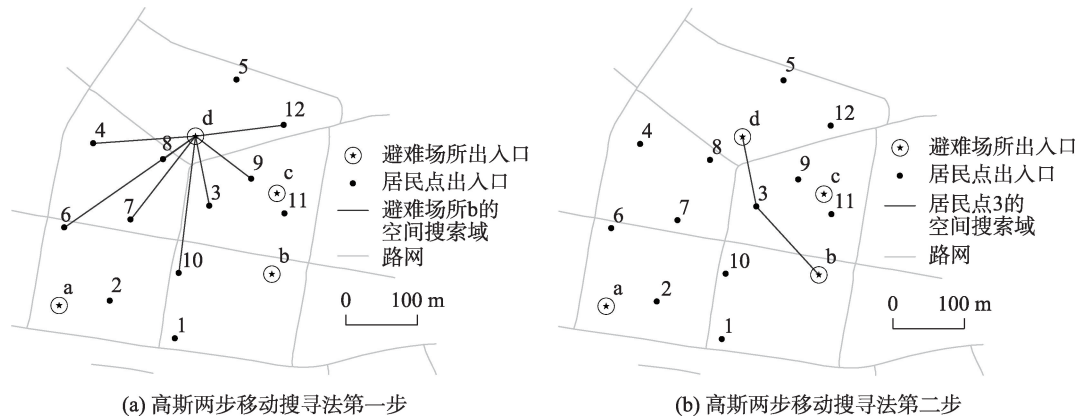 5
d
12
4
8
9
c
3
11
7
6
10
b
a
2
1
避难场所出入口
居民点出入口
避难场所b的
空间搜索域
路网
0 100 m
(a) 高斯两步移动搜寻法第一步
5
12
d
4
8
9
c
3
11
7
6
10
b
a
2
1
避难场所出入口
居民点出入口
居民点3的
空间搜索域
路网
0 100 m
(b) 高斯两步移动搜寻法第二步